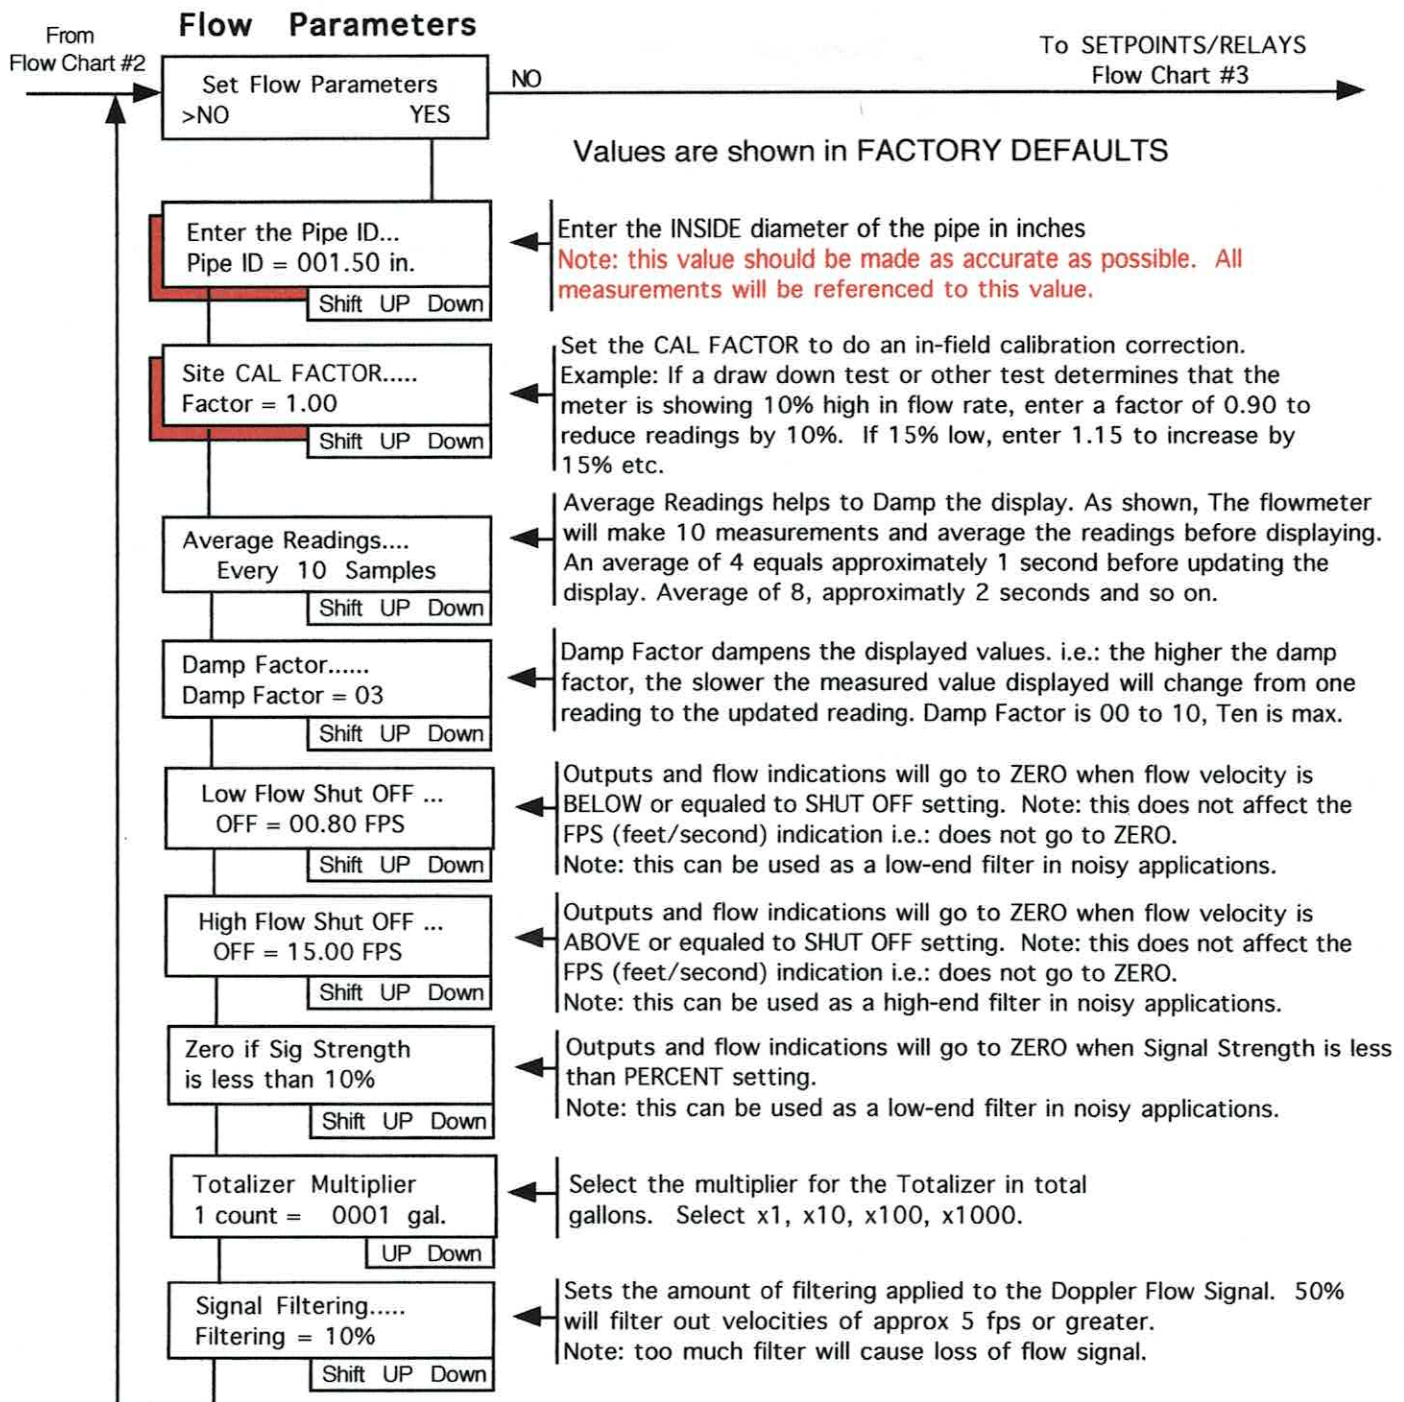 Flow Parameters
From
Flow Chart #2
Set Flow Parameters
>NO YES
NO
To SETPOINTS/RELAYS
Flow Chart #3
Values are shown in FACTORY DEFAULTS
Enter the Pipe ID...
Pipe ID = 001.50 in.
Shift UP Down
Enter the INSIDE diameter of the pipe in inches
Note: this value should be made as accurate as possible. All
measurements will be referenced to this value.
Site CAL FACTOR.....
Factor = 1.00
Shift UP Down
Set the CAL FACTOR to do an in-field calibration correction.
Example: If a draw down test or other test determines that the
meter is showing 10% high in flow rate, enter a factor of 0.90 to
reduce readings by 10%. If 15% low, enter 1.15 to increase by
15% etc.
Average Readings....
Every 10 Samples
Shift UP Down
Average Readings helps to Damp the display. As shown, The flowmeter
will make 10 measurements and average the readings before displaying.
An average of 4 equals approximately 1 second before updating the
display. Average of 8, approximatly 2 seconds and so on.
Damp Factor......
Damp Factor = 03
Shift UP Down
Damp Factor dampens the displayed values. i.e.: the higher the damp
factor, the slower the measured value displayed will change from one
reading to the updated reading. Damp Factor is 00 to 10, Ten is max.
Low Flow Shut OFF ...
OFF = 00.80 FPS
Shift UP Down
Outputs and flow indications will go to ZERO when flow velocity is
BELOW or equaled to SHUT OFF setting. Note: this does not affect the
FPS (feet/second) indication i.e.: does not go to ZERO.
Note: this can be used as a low-end filter in noisy applications.
High Flow Shut OFF ...
OFF = 15.00 FPS
Shift UP Down
Outputs and flow indications will go to ZERO when flow velocity is
ABOVE or equaled to SHUT OFF setting. Note: this does not affect the
FPS (feet/second) indication i.e.: does not go to ZERO.
Note: this can be used as a high-end filter in noisy applications.
Zero if Sig Strength
is less than 10%
Shift UP Down
Outputs and flow indications will go to ZERO when Signal Strength is less
than PERCENT setting.
Note: this can be used as a low-end filter in noisy applications.
Totalizer Multiplier
1 count = 0001 gal.
UP Down
Select the multiplier for the Totalizer in total
gallons. Select x1, x10, x100, x1000.
Signal Filtering.....
Filtering = 10%
Shift UP Down
Sets the amount of filtering applied to the Doppler Flow Signal. 50%
will filter out velocities of approx 5 fps or greater.
Note: too much filter will cause loss of flow signal.